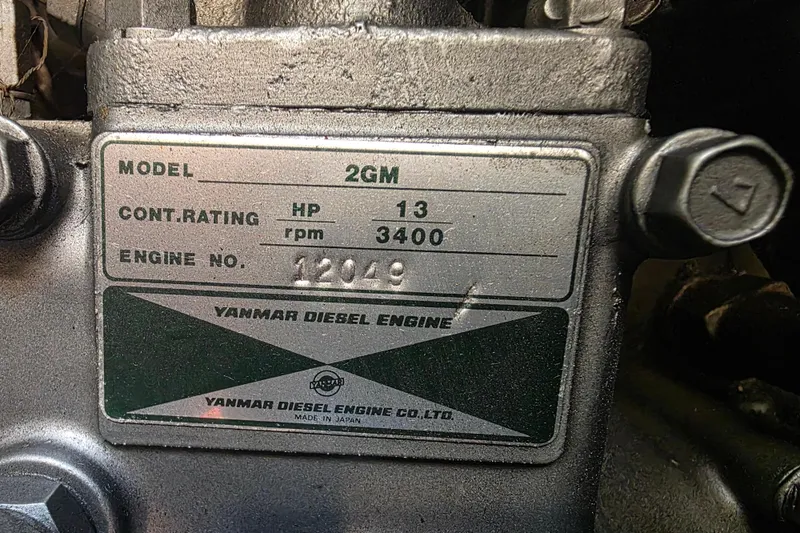 MODEL 2GM
CONT.RATING HP 13
rpm 3400
ENGINE NO. 12049
YANMAR DIESEL ENGINE
YANMAR
YANMAR DIESEL ENGINE CO.,LTD.
MADE IN JAPAN
7